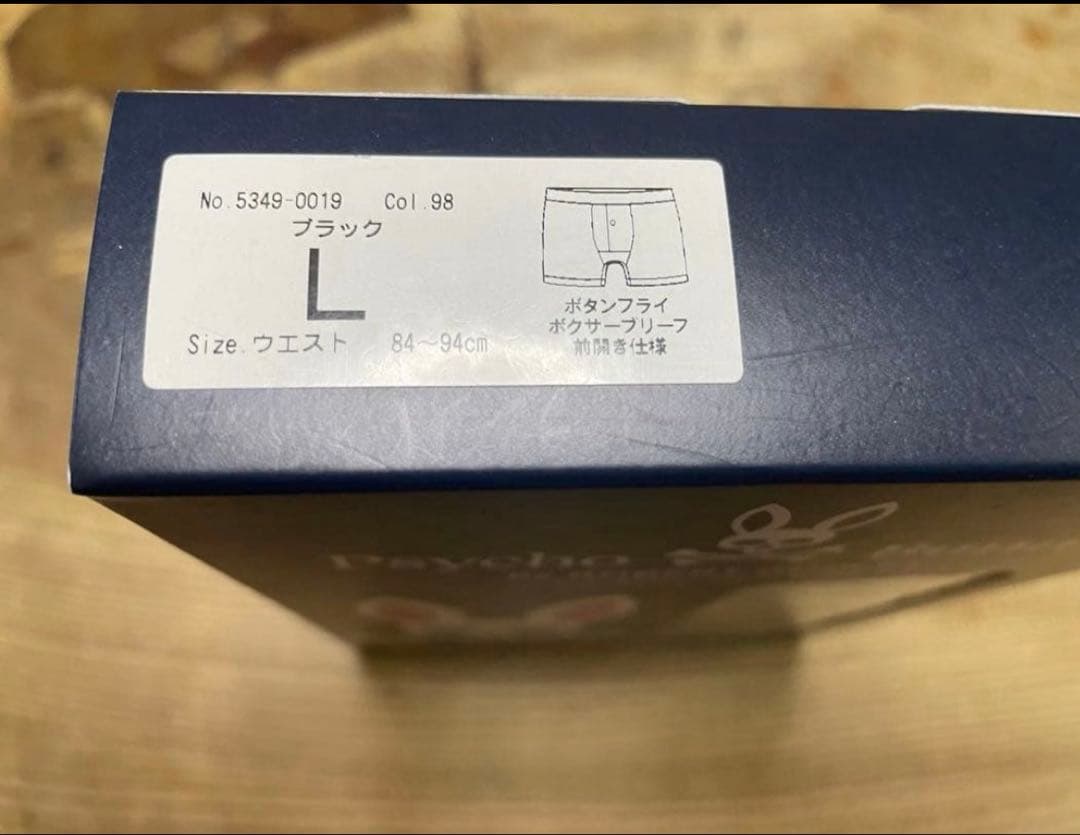 No.5349-0019 Col.98
ブラック
L
Size.ウエスト 84～94cm
ボタンフライ
ボクサーブリーフ
前開き仕様
Psycho